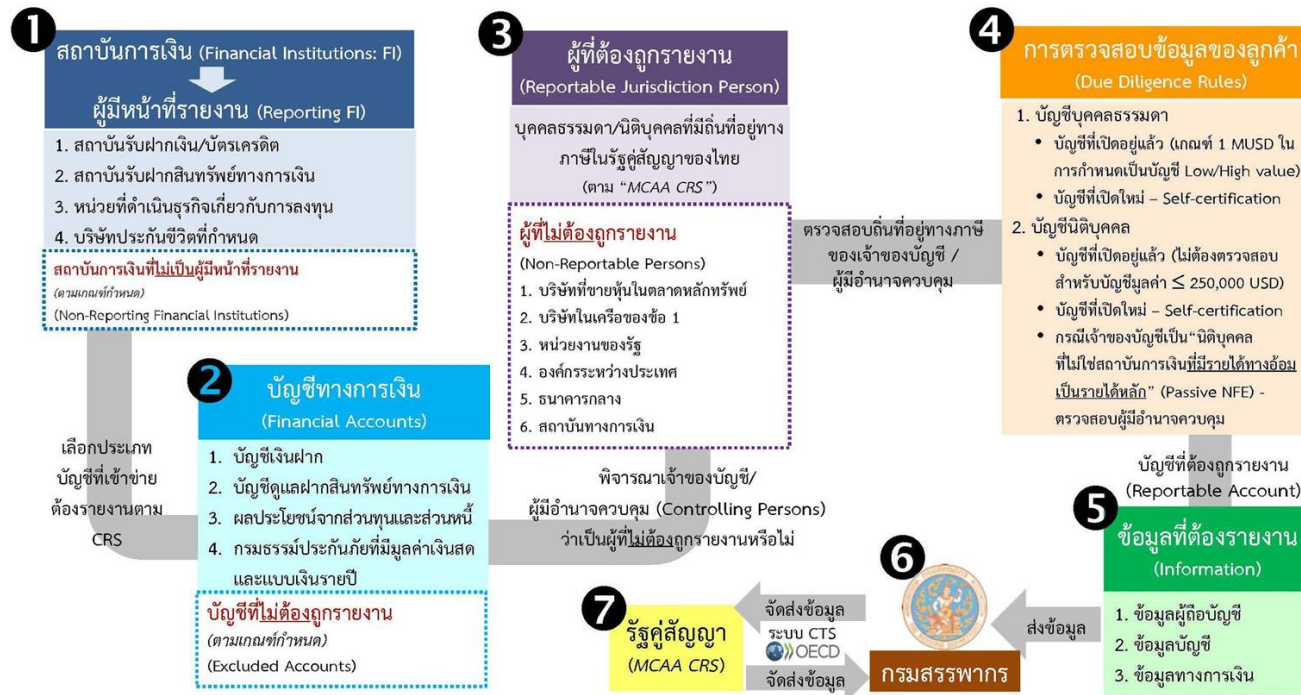 1
สถาบันการเงิน (Financial Institutions: FI)
ผู้มีหน้าที่รายงาน (Reporting FI)
1. สถาบันรับฝากเงิน/บัตรเครดิต
2. สถาบันรับฝากสินทรัพย์ทางการเงิน
3. หน่วยที่ดำเนินธุรกิจเกี่ยวกับการลงทุน
4. บริษัทประกันชีวิตที่กำหนด
สถาบันการเงินที่ไม่เป็นผู้มีหน้าที่รายงาน
(ตามเกณฑ์กำหนด)
(Non-Reporting Financial Institutions)
เลือกประเภท
บัญชีที่เข้าข่าย
ต้องรายงานตาม
CRS
2
บัญชีทางการเงิน
(Financial Accounts)
1. บัญชีเงินฝาก
2. บัญชีดูแลฝากสินทรัพย์ทางการเงิน
3. ผลประโยชน์จากส่วนทุนและส่วนหนี้
4. กรมธรรม์ประกันภัยที่มีมูลค่าเงินสด
และแบบเงินรายปี
บัญชีที่ไม่ต้องถูกรายงาน
(ตามเกณฑ์กำหนด)
(Excluded Accounts)
พิจารณาเจ้าของบัญชี/
ผู้มีอำนาจควบคุม (Controlling Persons)
ว่าเป็นผู้ที่ไม่ต้องถูกรายงานหรือไม่
3
ผู้ที่ต้องถูกรายงาน
(Reportable Jurisdiction Person)
บุคคลธรรมดา/นิติบุคคลที่มีถิ่นที่อยู่ทาง
ภาษีในรัฐคู่สัญญาของไทย
(ตาม "MCAA CRS")
ผู้ที่ไม่ต้องถูกรายงาน
(Non-Reportable Persons)
1. บริษัทที่ขายหุ้นในตลาดหลักทรัพย์
2. บริษัทในเครือของข้อ 1
3. หน่วยงานของรัฐ
4. องค์กรระหว่างประเทศ
5. ธนาคารกลาง
6. สถาบันทางการเงิน
ตรวจสอบถิ่นที่อยู่ทางภาษี
ของเจ้าของบัญชี /
ผู้มีอำนาจควบคุม
4
การตรวจสอบข้อมูลของลูกค้า
(Due Diligence Rules)
1. บัญชีบุคคลธรรมดา
• บัญชีที่เปิดอยู่แล้ว (เกณฑ์ 1 MUSD ใน
การกำหนดเป็นบัญชี Low/High value)
• บัญชีที่เปิดใหม่ – Self-certification
2. บัญชีนิติบุคคล
• บัญชีที่เปิดอยู่แล้ว (ไม่ต้องตรวจสอบ
สำหรับบัญชีมูลค่า ≤ 250,000 USD)
• บัญชีที่เปิดใหม่ – Self-certification
• กรณีเจ้าของบัญชีเป็น"นิติบุคคล
ที่ไม่ใช่สถาบันการเงินที่มีรายได้ทางอ้อม
เป็นรายได้หลัก" (Passive NFE) -
ตรวจสอบผู้มีอำนาจควบคุม
บัญชีที่ต้องถูกรายงาน
(Reportable Account)
5
ข้อมูลที่ต้องรายงาน
(Information)
1. ข้อมูลผู้ถือบัญชี
2. ข้อมูลบัญชี
3. ข้อมูลทางการเงิน
ส่งข้อมูล
6
กรมสรรพากร
จัดส่งข้อมูล
ระบบ CTS
OECD
จัดส่งข้อมูล
7
รัฐคู่สัญญา
(MCAA CRS)